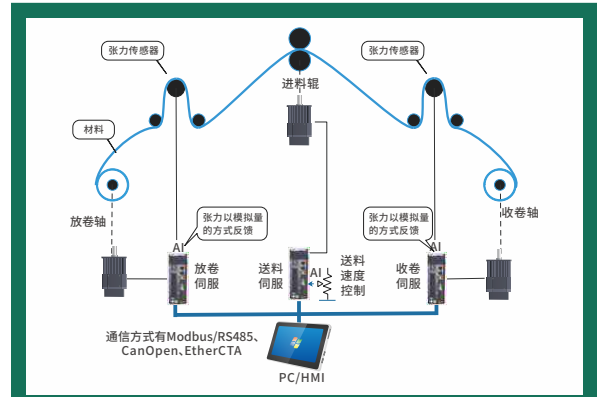 张力传感器
张力传感器
进料辊
材料
放卷轴
张力以模拟量
的方式反馈
张力以模拟量
的方式反馈
收卷轴
AI
放卷
伺服
送料
伺服
AI
送料
速度
控制
AI
收卷
伺服
通信方式有Modbus/RS485、
CanOpen、EtherCTA
PC/HMI